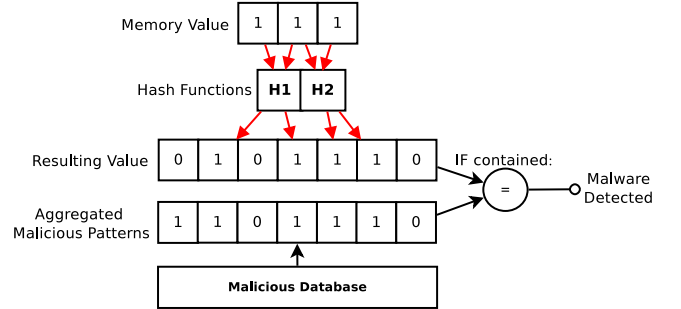 Memory Value 1 1 1
Hash Functions H1 H2
Resulting Value 0 1 0 1 1 1 0
IF contained:
=
Malware
Detected
Aggregated
Malicious Patterns 1 1 0 1 1 1 0
Malicious Database